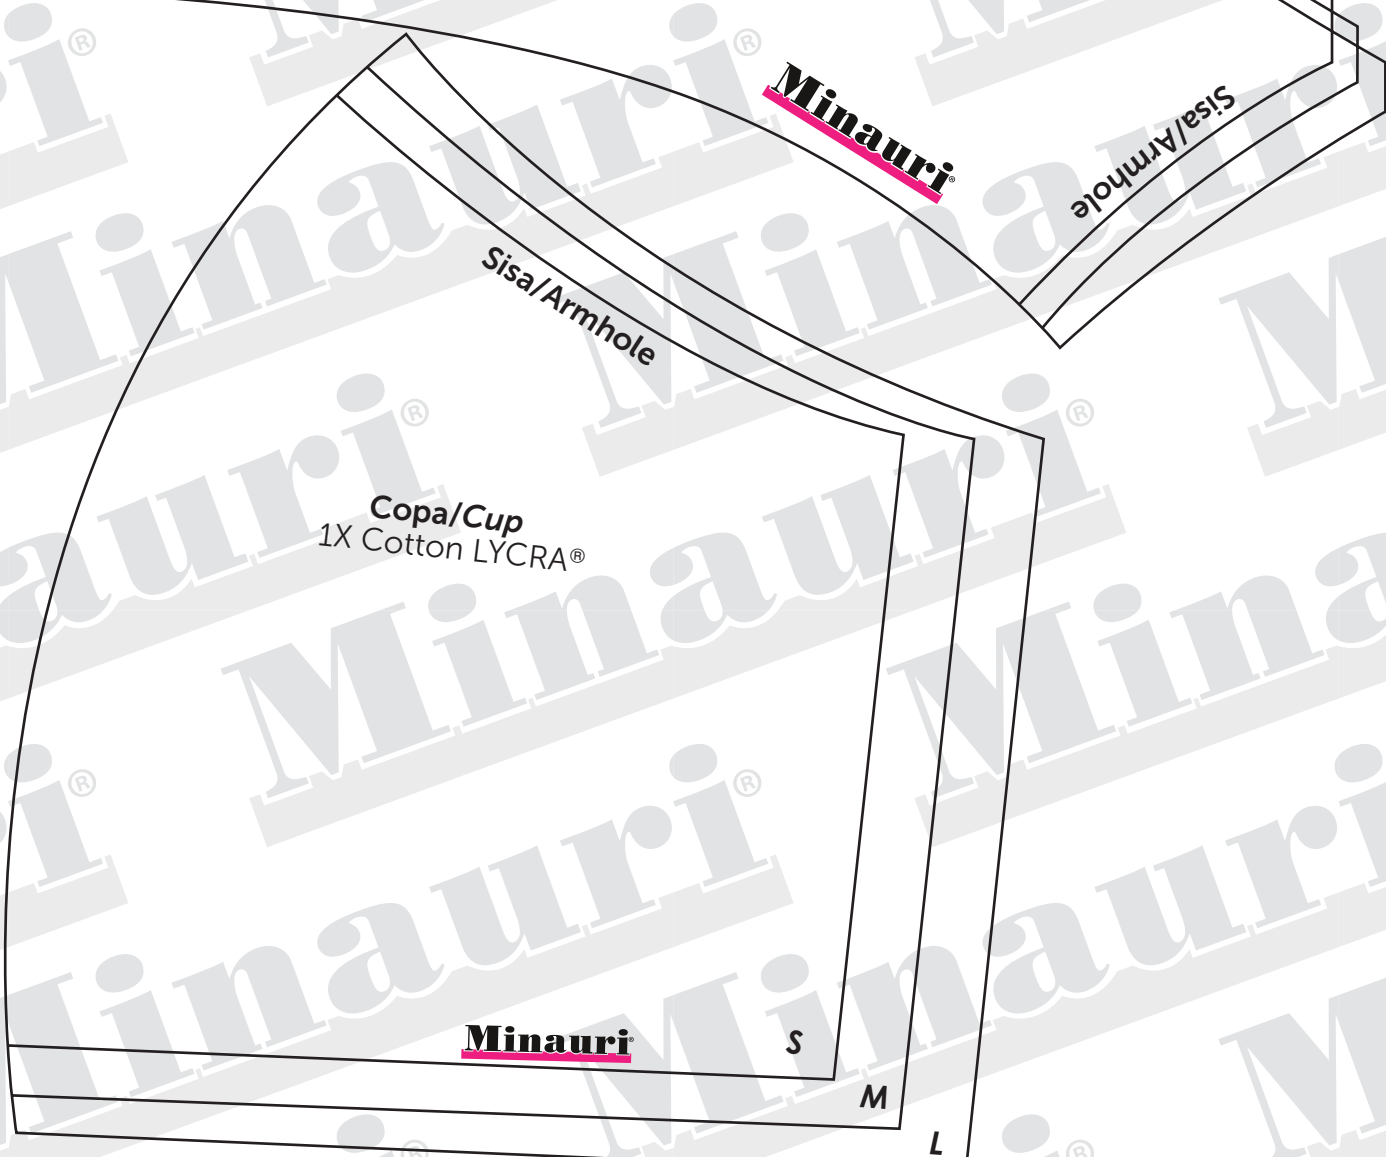 Minauri®
Sisa/Armhole
Sisa/Armhole
Copa/Cup
1X Cotton LYCRA®
Minauri®
S
M
L